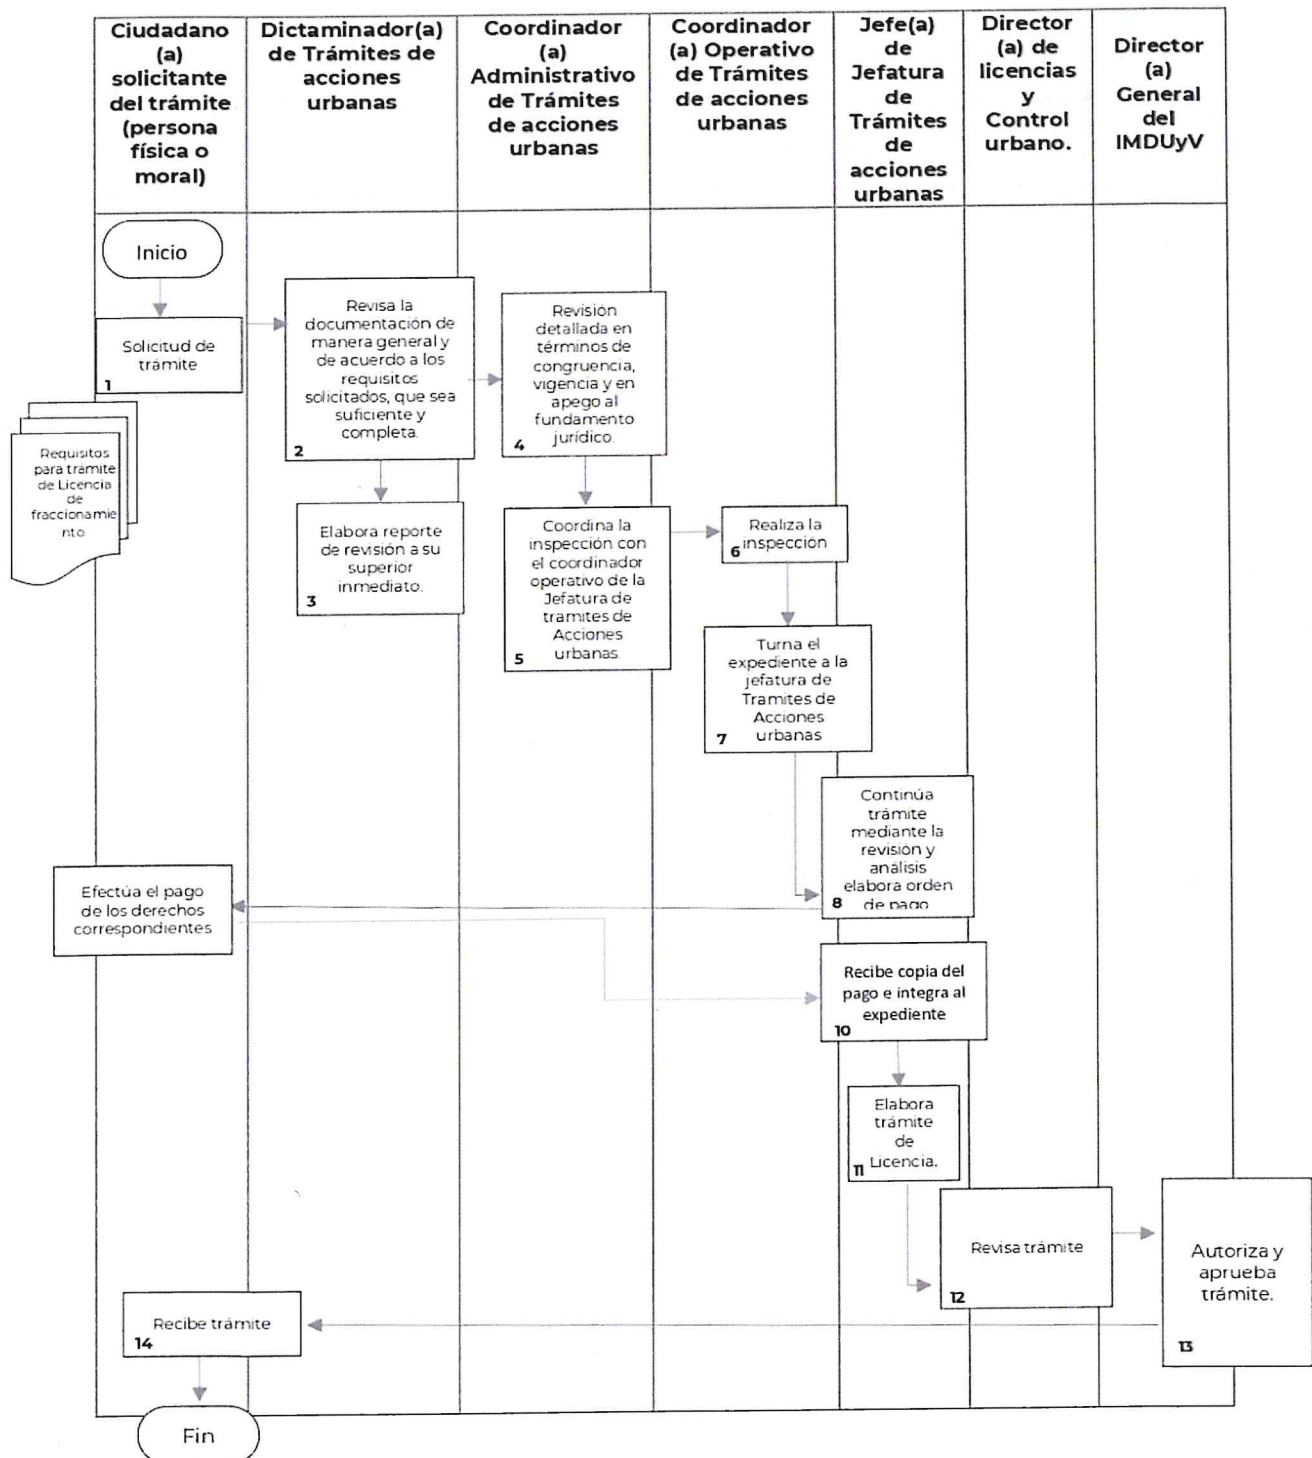 Ciudadano
(a)
solicitante
del trámite
(persona
física o
moral)
Dictaminador(a)
de Trámites de
acciones
urbanas
Coordinador
(a)
Administrativo
de Trámites
de acciones
urbanas
Coordinador
(a) Operativo
de Trámites
de acciones
urbanas
Jefe(a)
de
Jefatura
de
Trámites
de
acciones
urbanas
Director
(a) de
licencias
y
Control
urbano.
Director
(a)
General
del
IMDUyV
Inicio
Solicitud de
trámite
1
Requisitos
para trámite
de Licencia
de
fraccionamie
nto
Revisa la
documentación de
manera general y
de acuerdo a los
requisitos
solicitados, que sea
suficiente y
completa.
2
Elabora reporte
de revisión a su
superior
inmediato.
3
Revisión
detallada en
términos de
congruencia,
vigencia y en
apego al
fundamento
jurídico.
4
Coordina la
inspección con
el coordinador
operativo de la
Jefatura de
tramites de
Acciones
urbanas.
5
Realiza la
inspección
6
Turna el
expediente a la
jefatura de
Tramites de
Acciones
urbanas
7
Continúa
trámite
mediante la
revisión y
análisis
elabora orden
de pago
8
Efectúa el pago
de los derechos
correspondientes
Recibe copia del
pago e integra al
expediente
10
Elabora
trámite
de
Licencia.
11
Revisa trámite
12
Autoriza y
aprueba
trámite.
13
Recibe trámite
14
Fin